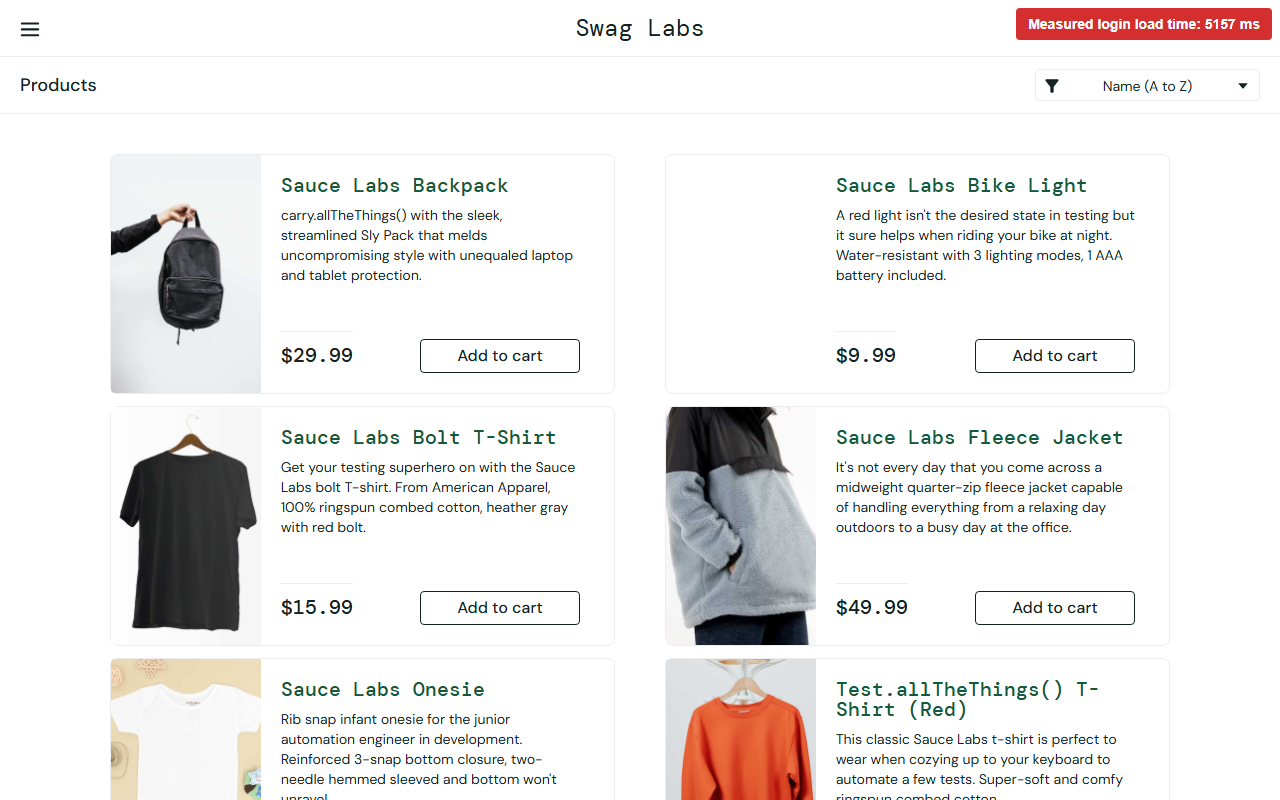 Swag Labs
Measured login load time: 5157 ms
Products
Name (A to Z)
Sauce Labs Backpack
carry.allTheThings() with the sleek,
streamlined Sly Pack that melds
uncompromising style with unequaled laptop
and tablet protection.
$29.99
Add to cart
Sauce Labs Bike Light
A red light isn't the desired state in testing but
it sure helps when riding your bike at night.
Water-resistant with 3 lighting modes, 1 AAA
battery included.
$9.99
Add to cart
Sauce Labs Bolt T-Shirt
Get your testing superhero on with the Sauce
Labs bolt T-shirt. From American Apparel,
100% ringspun combed cotton, heather gray
with red bolt.
$15.99
Add to cart
Sauce Labs Fleece Jacket
It's not every day that you come across a
midweight quarter-zip fleece jacket capable
of handling everything from a relaxing day
outdoors to a busy day at the office.
$49.99
Add to cart
Sauce Labs Onesie
Rib snap infant onesie for the junior
automation engineer in development.
Reinforced 3-snap bottom closure, two-
needle hemmed sleeved and bottom won't
unravel.
Test.allTheThings() T-
Shirt (Red)
This classic Sauce Labs t-shirt is perfect to
wear when cozying up to your keyboard to
automate a few tests. Super-soft and comfy
ringspun combed cotton.